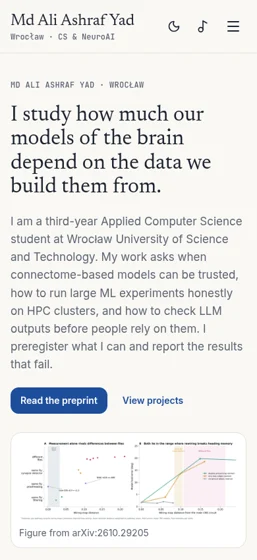 Md Ali Ashraf Yad
Wrocław · CS & NeuroAI
MD ALI ASHRAF YAD · WROCŁAW
I study how much our
models of the brain
depend on the data we
build them from.
I am a third-year Applied Computer Science
student at Wrocław University of Science
and Technology. My work asks when
connectome-based models can be trusted,
how to run large ML experiments honestly
on HPC clusters, and how to check LLM
outputs before people rely on them. I
preregister what I can and report the results
that fail.
Read the preprint
View projects
Figure from arXiv:2610.29205